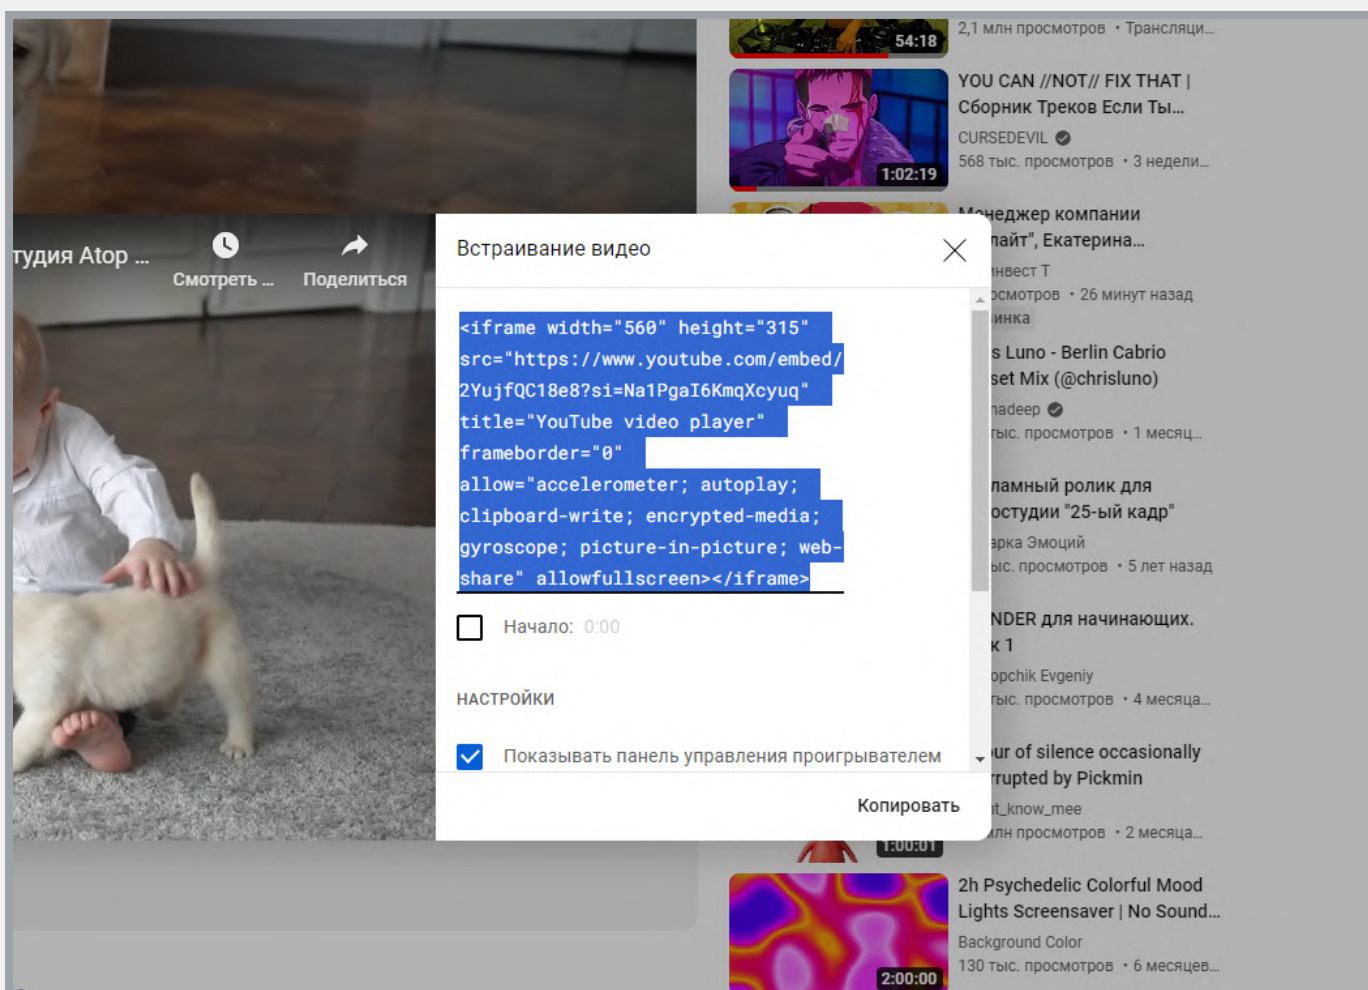 54:18
2,1 млн просмотров • Трансляци...
YOU CAN //NOT// FIX THAT |
Сборник Треков Если Ты...
CURSEDEVIL
568 тыс. просмотров • 3 недели...
1:02:19
Менеджер компании
лайт", Екатерина...
инвест Т
осмотров • 26 минут назад
винка
s Luno - Berlin Cabrio
set Mix (@chrisluno)
nadeep
тыс. просмотров • 1 месяц...
ламный ролик для
остудии "25-ый кадр"
арка Эмоций
ыс. просмотров • 5 лет назад
NDER для начинающих.
к 1
opchik Evgeniy
тыс. просмотров • 4 месяца...
ur of silence occasionally
rrupted by Pickmin
t_know_mee
млн просмотров • 2 месяца...
1:00:01
2h Psychedelic Colorful Mood
Lights Screensaver | No Sound...
Background Color
130 тыс. просмотров • 6 месяцев...
2:00:00
тудия Atop ...
Смотреть ...
Поделиться
Встраивание видео
<iframe width="560" height="315"
src="https://www.youtube.com/embed/
2YujfQC18e8?si=Na1PgaI6KmqXcyuq"
title="YouTube video player"
frameborder="0"
allow="accelerometer; autoplay;
clipboard-write; encrypted-media;
gyroscope; picture-in-picture; web-
share" allowfullscreen></iframe>
Начало: 0:00
НАСТРОЙКИ
Показывать панель управления проигрывателем
Копировать